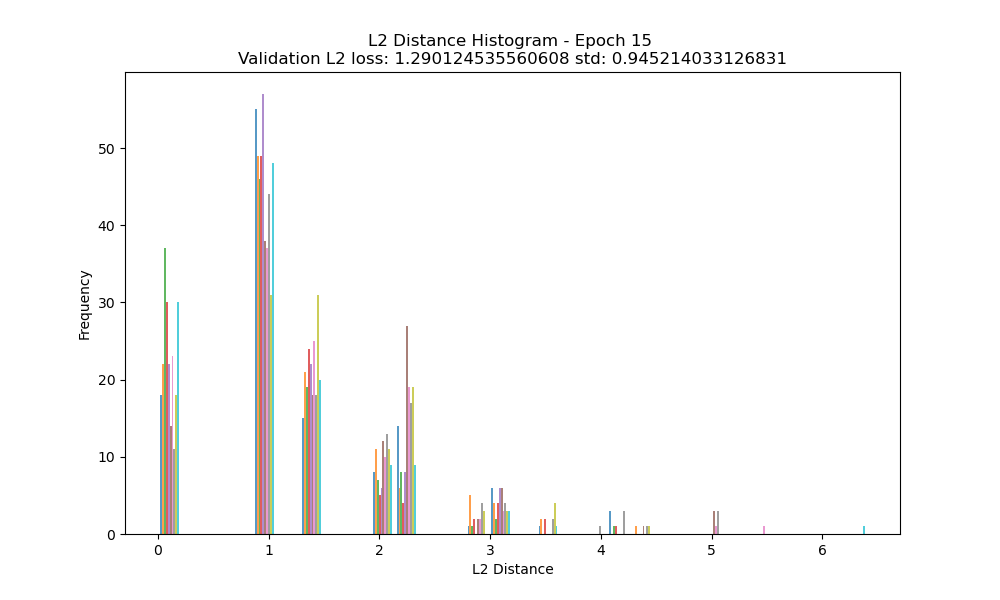 L2 Distance Histogram - Epoch 15
Validation L2 loss: 1.290124535560608 std: 0.945214033126831
Frequency
50
40
30
20
10
0
0 1 2 3 4 5 6
L2 Distance